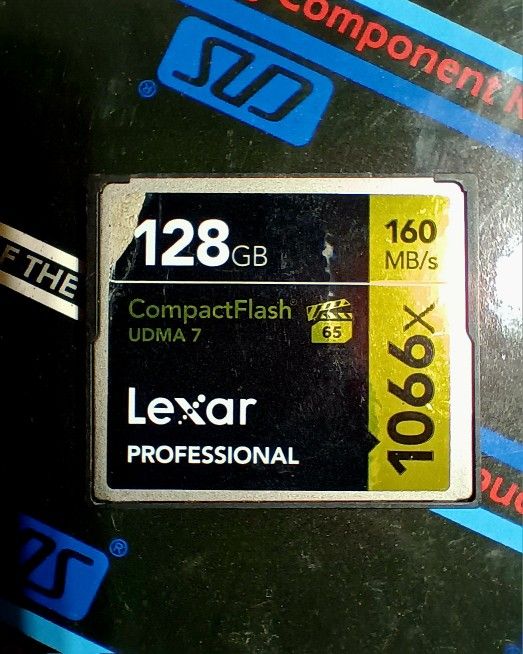 Component
F THE
128GB
160
MB/s
CompactFlash
UDMA 7
65
1066x
Lexar
PROFESSIONAL
®